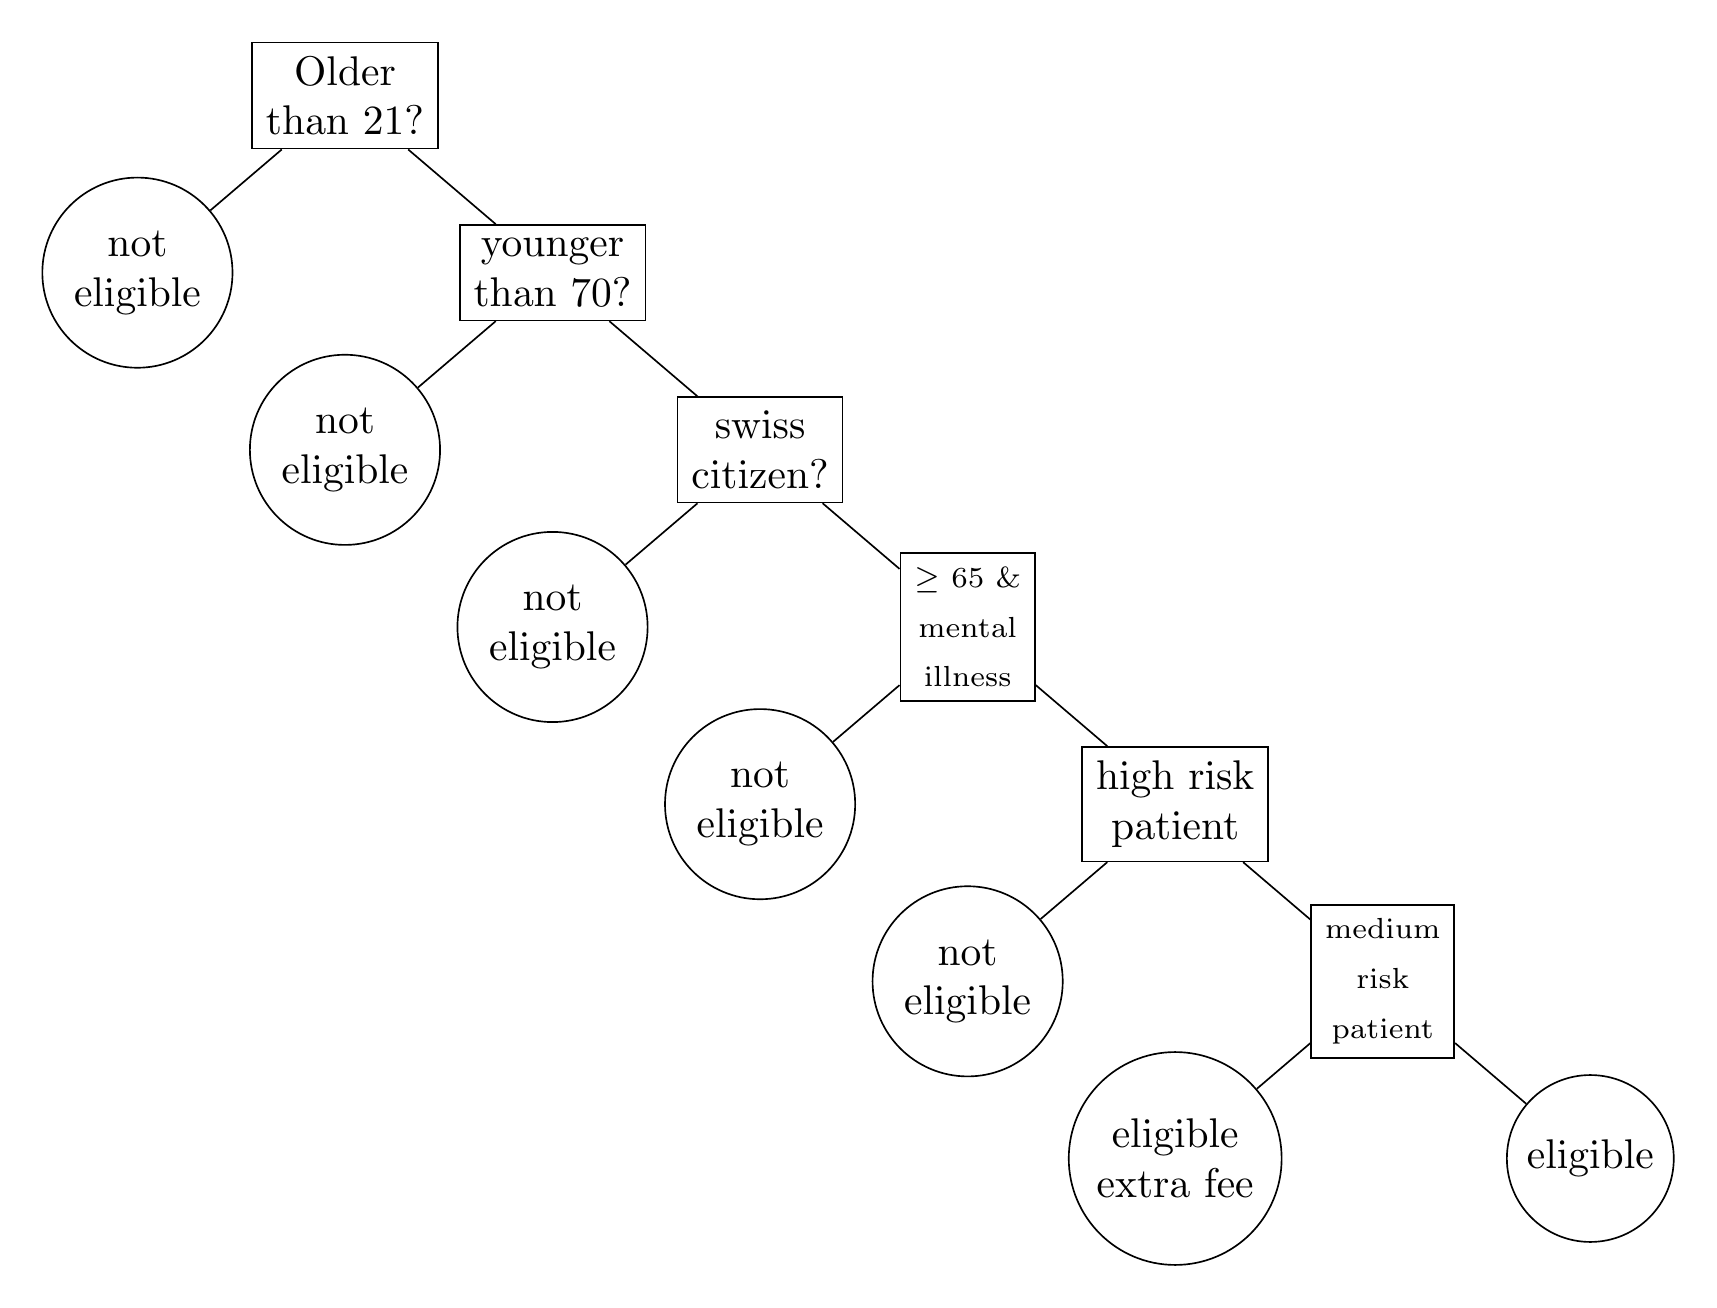 Older
than 21?
not
eligible
younger
than 70?
not
eligible
swiss
citizen?
not
eligible
≥ 65 &
mental
illness
not
eligible
high risk
patient
not
eligible
medium
risk
patient
eligible
extra fee
eligible